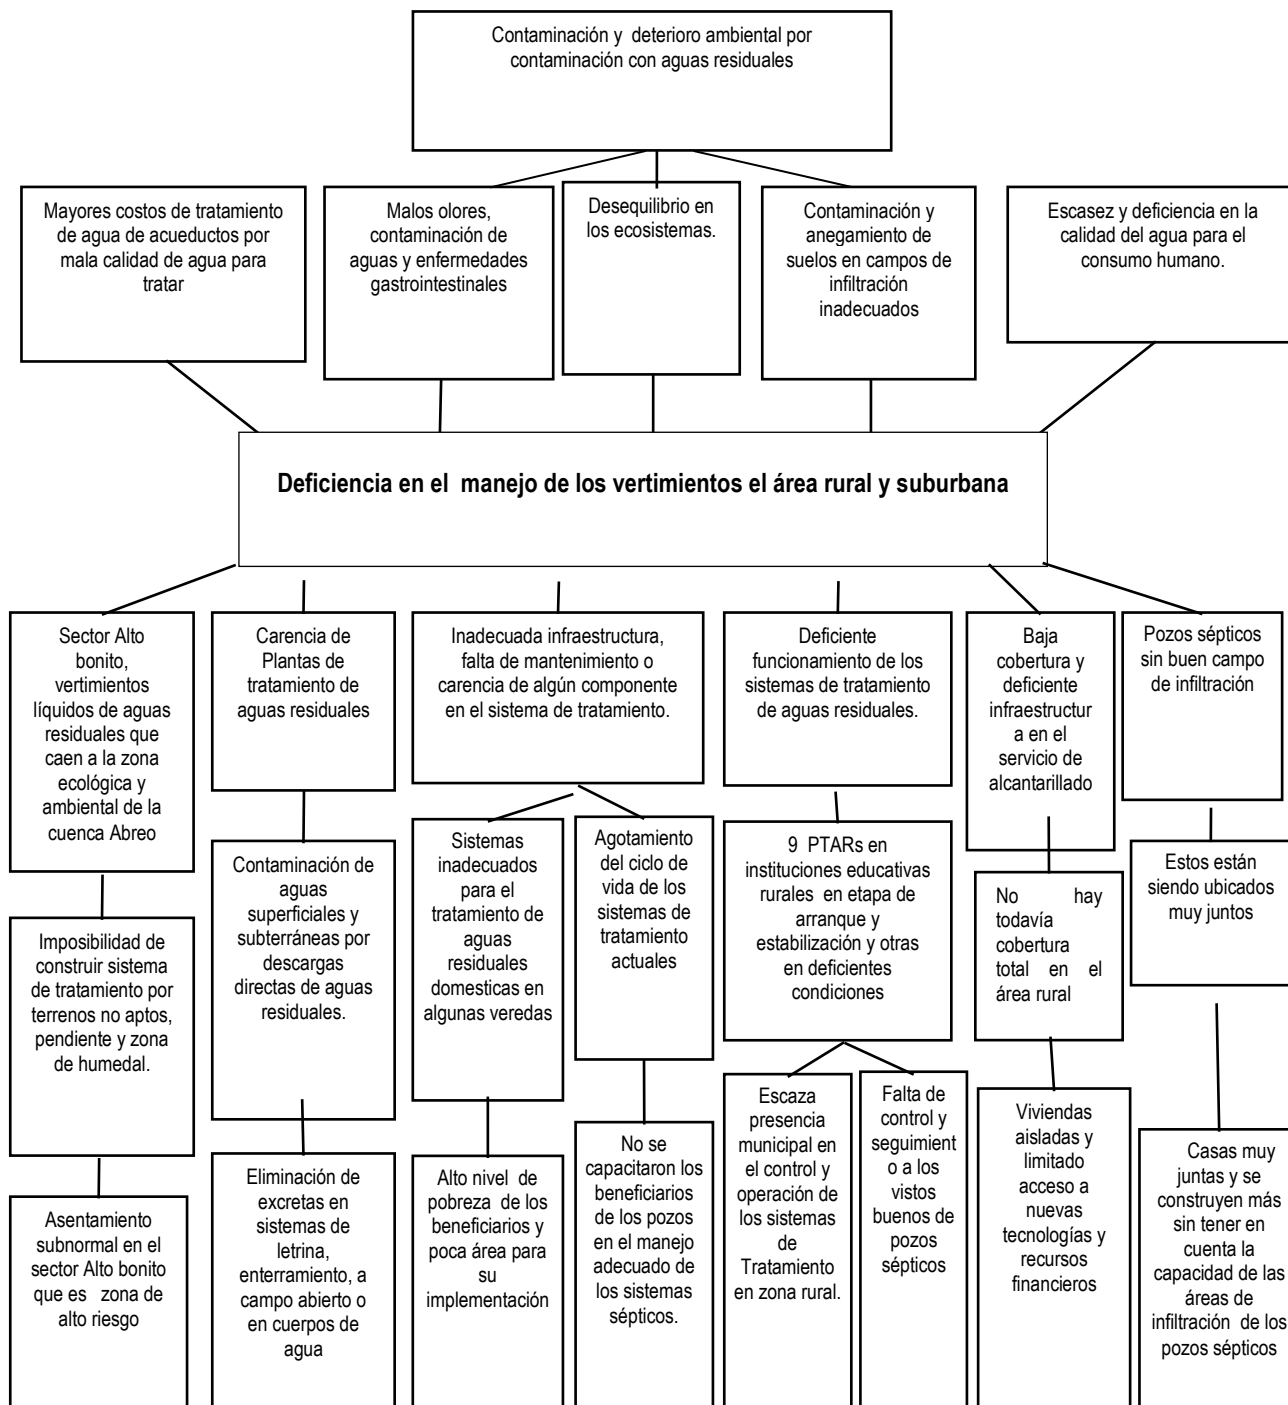 Contaminación y  deterioro ambiental por
contaminación con aguas residuales
Mayores costos de tratamiento
de agua de acueductos por
mala calidad de agua para
tratar
Malos olores,
contaminación de
aguas y enfermedades
gastrointestinales
Desequilibrio en
los ecosistemas.
Contaminación y
anegamiento de
suelos en campos de
infiltración
inadecuados
Escasez y deficiencia en la
calidad del agua para el
consumo humano.
Deficiencia en el  manejo de los vertimientos el área rural y suburbana
Sector Alto
bonito,
vertimientos
líquidos de aguas
residuales que
caen a la zona
ecológica y
ambiental de la
cuenca Abreo
Carencia de
Plantas de
tratamiento de
aguas residuales
Inadecuada infraestructura,
falta de mantenimiento o
carencia de algún componente
en el sistema de tratamiento.
Deficiente
funcionamiento de los
sistemas de tratamiento
de aguas residuales.
Baja
cobertura y
deficiente
infraestructur
a en el
servicio de
alcantarillado
Pozos sépticos
sin buen campo
de infiltración
Imposibilidad de
construir sistema
de tratamiento por
terrenos no aptos,
pendiente y zona
de humedal.
Contaminación de
aguas
superficiales y
subterráneas por
descargas
directas de aguas
residuales.
Sistemas
inadecuados
para el
tratamiento de
aguas
residuales
domesticas en
algunas veredas
Agotamiento
del ciclo de
vida de los
sistemas de
tratamiento
actuales
9  PTARs en
instituciones educativas
rurales  en etapa de
arranque y
estabilización y otras
en deficientes
condiciones
No hay
todavía
cobertura
total en el
área rural
Estos están
siendo ubicados
muy juntos
Asentamiento
subnormal en el
sector Alto bonito
que es  zona de
alto riesgo
Eliminación de
excretas en
sistemas de
letrina,
enterramiento, a
campo abierto o
en cuerpos de
agua
Alto nivel  de
pobreza de los
beneficiarios y
poca área para
su
implementación
No se
capacitaron los
beneficiarios
de los pozos
en el manejo
adecuado de
los sistemas
sépticos.
Escaza
presencia
municipal en
el control y
operación de
los sistemas
de
Tratamiento
en zona rural.
Falta de
control y
seguimient
o a los
vistos
buenos de
pozos
sépticos
Viviendas
aisladas y
limitado
acceso a
nuevas
tecnologías y
recursos
financieros
Casas muy
juntas y se
construyen más
sin tener en
cuenta la
capacidad de las
áreas de
infiltración  de los
pozos sépticos